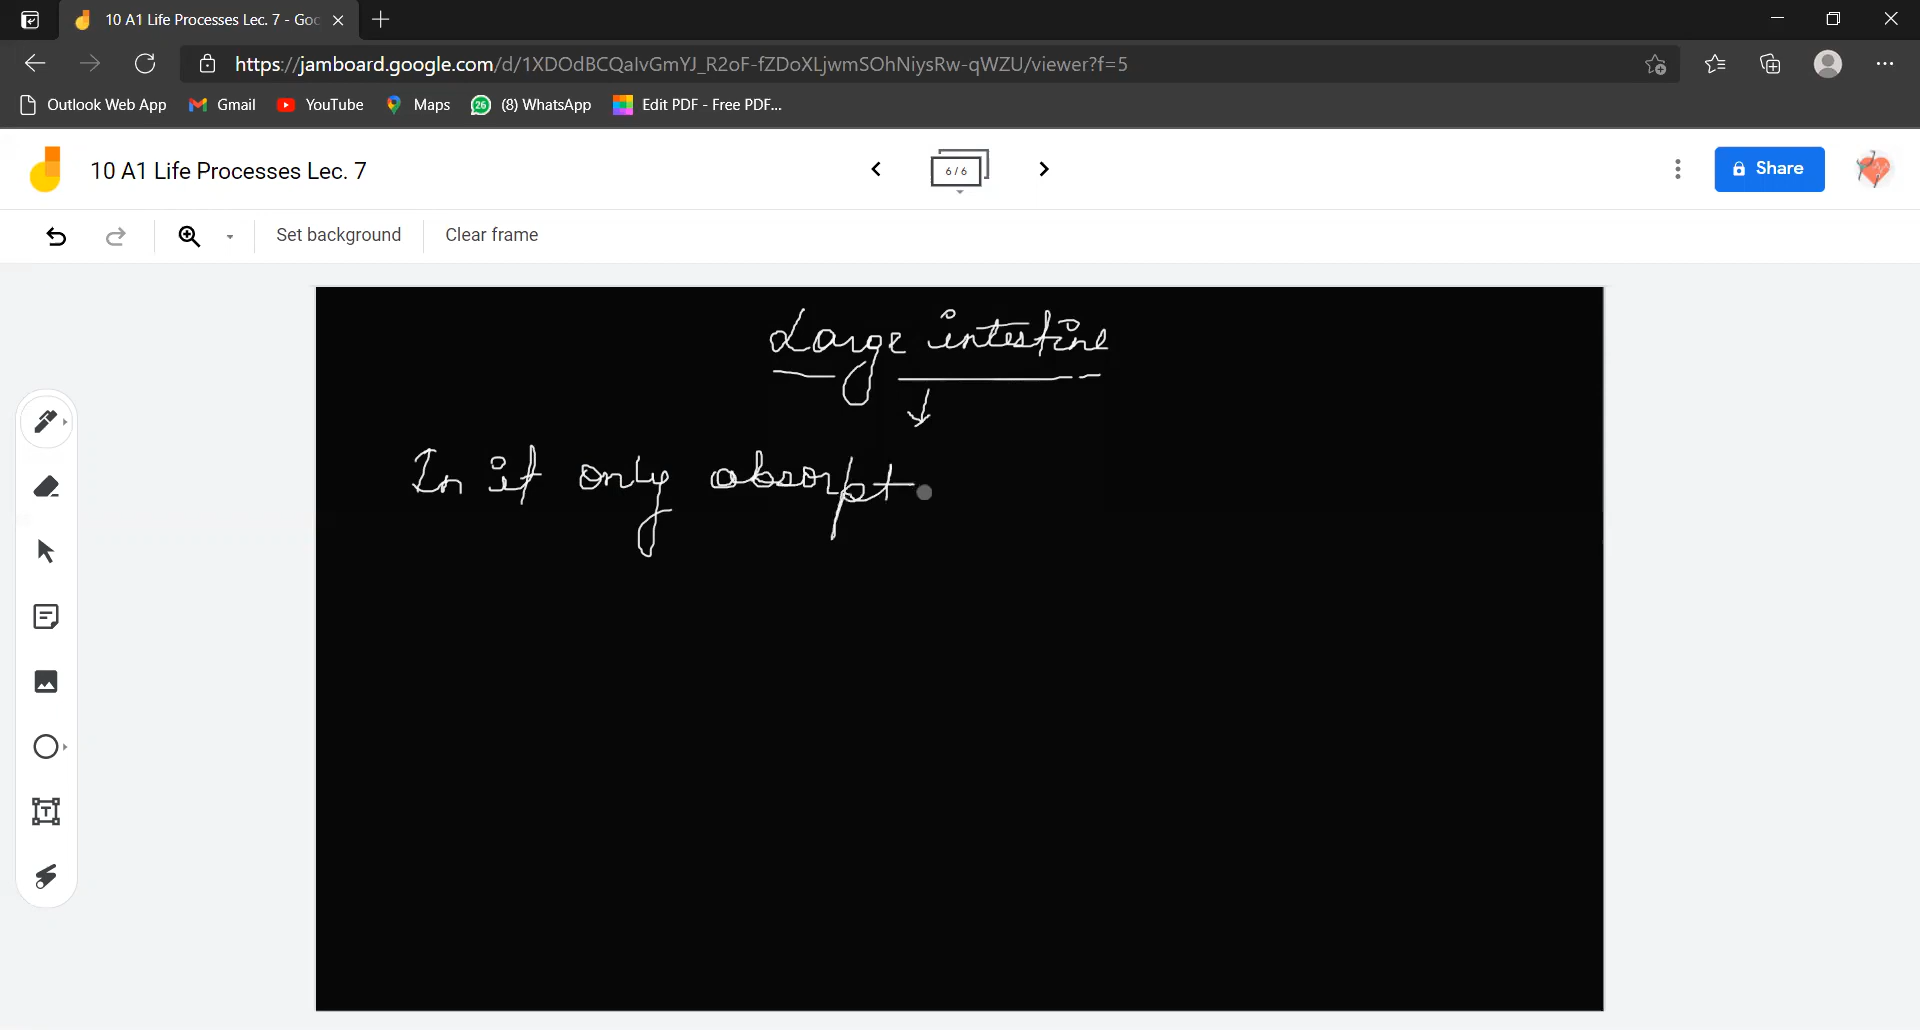 10 A1 Life Processes Lec. 7 - Goo
https://jamboard.google.com/d/1XDOdBCQaIvGmYJ_R2oF-fZDoXLjwmSOhNiysRw-qWZU/viewer?f=5
Outlook Web App Gmail YouTube Maps 26 (8) WhatsApp Edit PDF - Free PDF...
10 A1 Life Processes Lec. 7 6 / 6 Share
Set background Clear frame
Large intestine
In it only absorpt